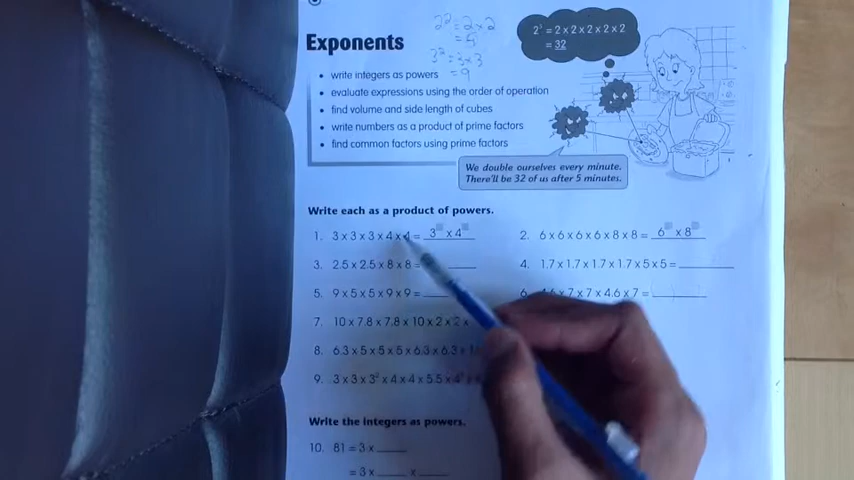 2² = 2 x 2
= 5
3² = 3 x 3
= 9
2⁵ = 2 x 2 x 2 x 2 x 2
= 32
Exponents
• write integers as powers
• evaluate expressions using the order of operation
• find volume and side length of cubes
• write numbers as a product of prime factors
• find common factors using prime factors
We double ourselves every minute.
There'll be 32 of us after 5 minutes.
Write each as a product of powers.
1. 3 x 3 x 3 x 4 x 4 = 3 x 4
2. 6 x 6 x 6 x 6 x 8 x 8 = 6 x 8
3. 2.5 x 2.5 x 8 x 8 =
4. 1.7 x 1.7 x 1.7 x 1.7 x 5 x 5 =
5. 9 x 5 x 5 x 9 x 9 =
6. x 7 x 7 x 4.6 x 7 =
7. 10 x 7.8 x 7.8 x 10 x 2 x 2 x
8. 6.3 x 5 x 5 x 5 x 6.3 x 6.3 x
9. 3 x 3 x 3² x 4 x 4 x 5.5 x
Write the integers as powers.
10. 81 = 3 x
= 3 x x